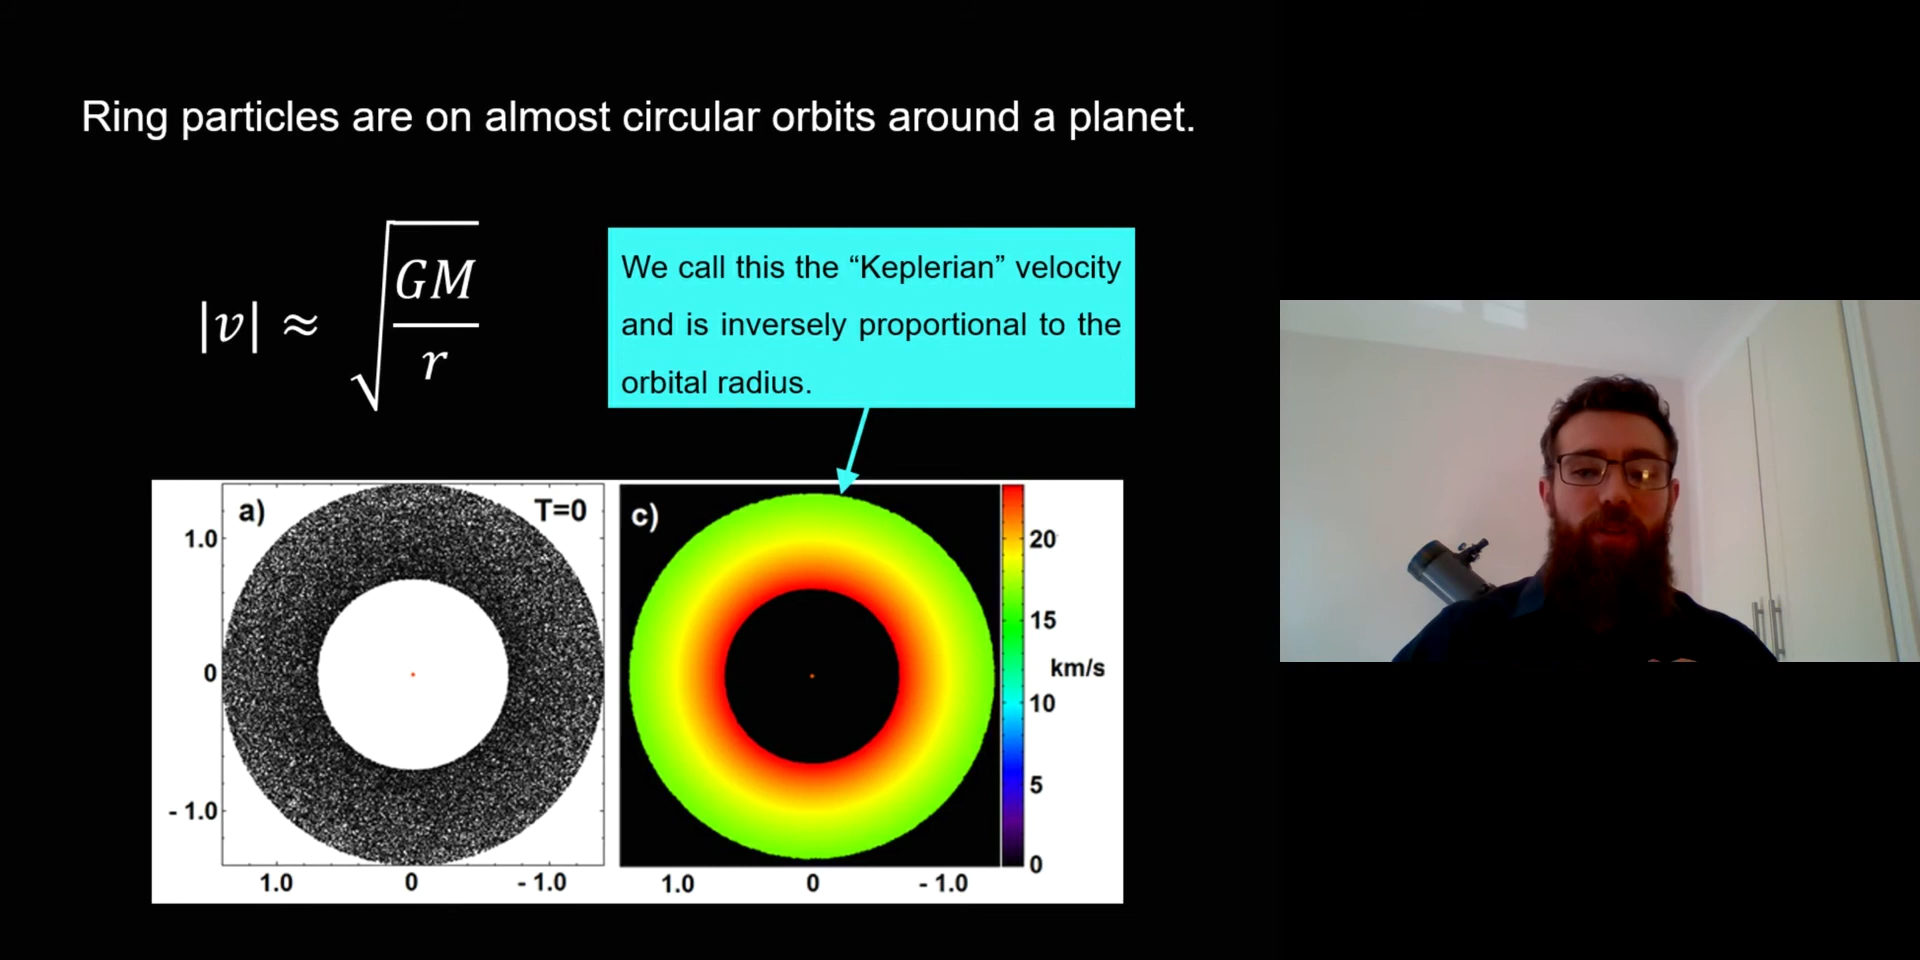 Ring particles are on almost circular orbits around a planet.
|v| ≈ √(GM/r)
We call this the “Keplerian” velocity
and is inversely proportional to the
orbital radius.
a) T=0
1.0
0
- 1.0
1.0 0 - 1.0
c)
20
15
km/s
10
5
0
1.0 0 - 1.0